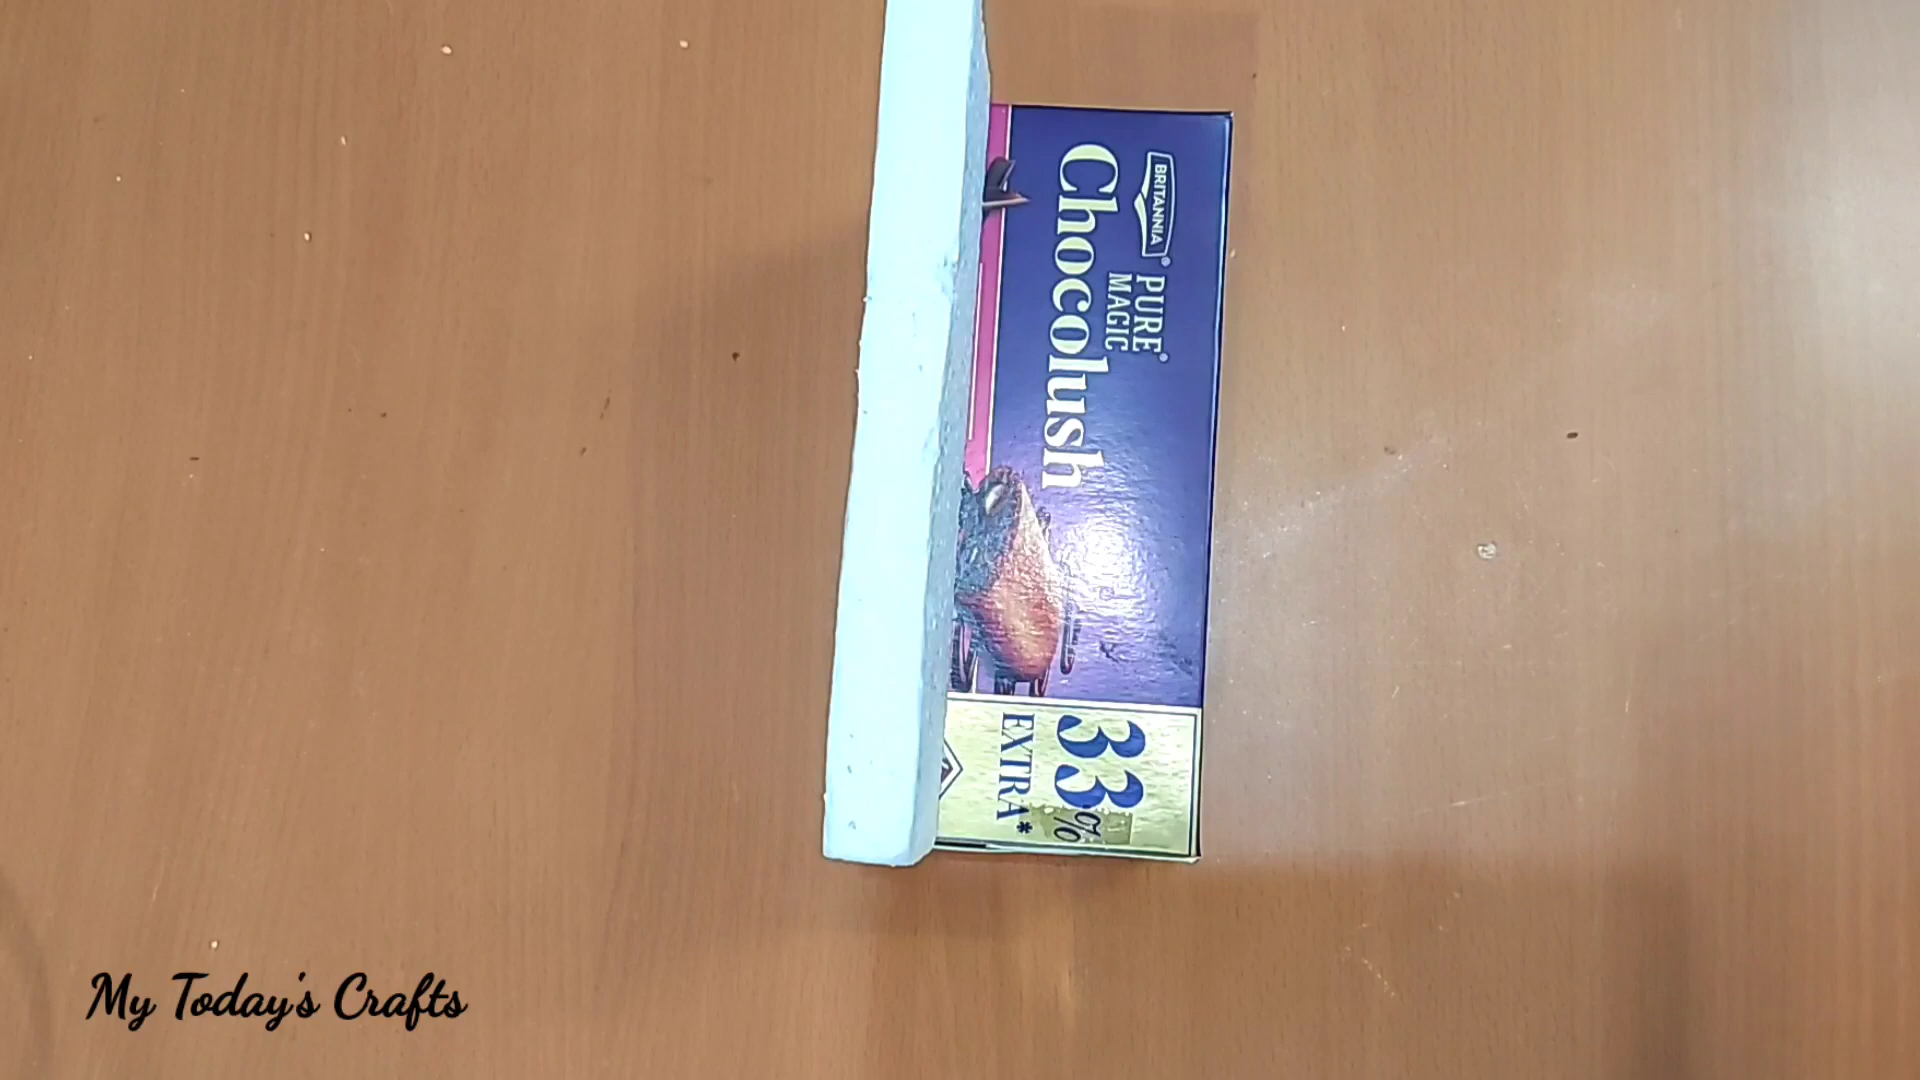 BRITANNIA®
PURE®
MAGIC
Chocolush
33%
EXTRA*
My Today's Crafts